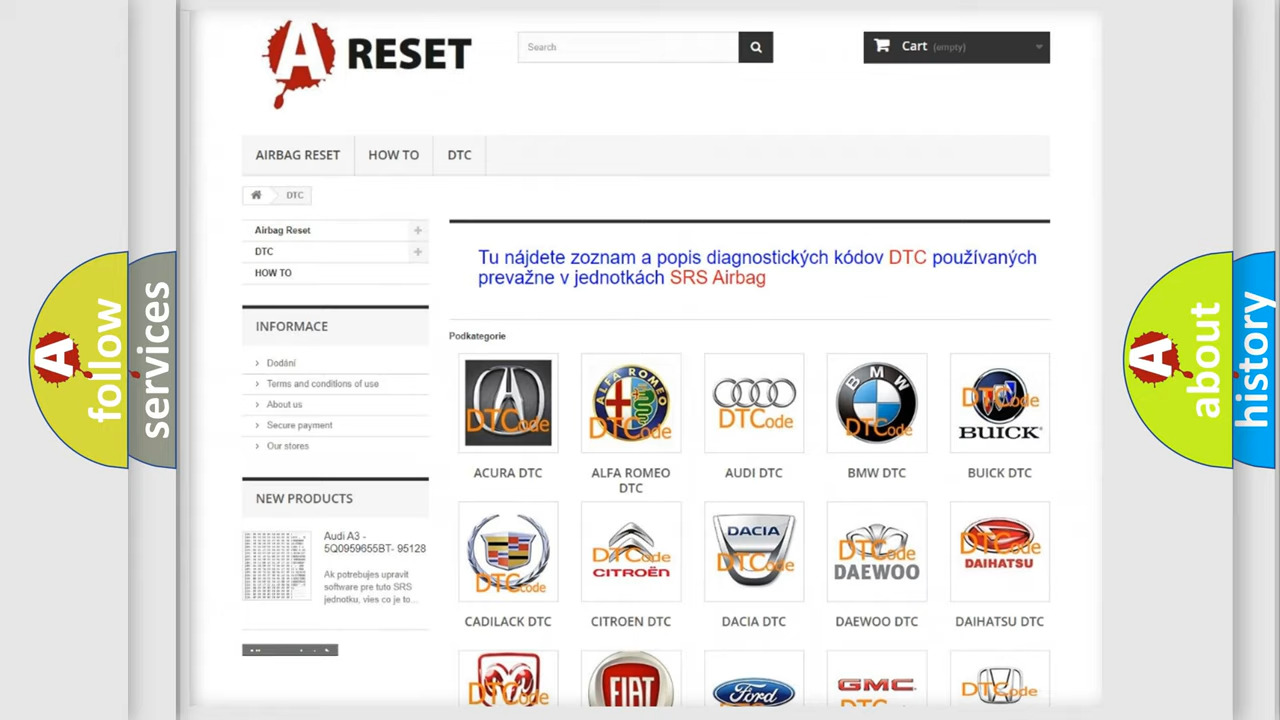 A RESET
Search
Cart (empty)
AIRBAG RESET
HOW TO
DTC
DTC
Airbag Reset
DTC
HOW TO
Tu nájdete zoznam a popis diagnostických kódov DTC používaných
prevažne v jednotkách SRS Airbag
INFORMACE
Podkategorie
Dodání
Terms and conditions of use
About us
Secure payment
Our stores
A follow
services
A about
history
DTCode
ALFA ROMEO
DTCode
DTCode
BMW
DTCode
DTCode
BUICK
ACURA DTC
ALFA ROMEO
DTC
AUDI DTC
BMW DTC
BUICK DTC
NEW PRODUCTS
Audi A3 -
5Q0959655BT- 95128
Ak potrebujes upravit
software pre tuto SRS
jednotku, vies co je to...
DTCode
DTCode
CITROËN
DACIA
DTCode
DTCode
DAEWOO
DTCode
DAIHATSU
CADILACK DTC
CITROEN DTC
DACIA DTC
DAEWOO DTC
DAIHATSU DTC
DTCode
FIAT
Ford
GMC
DTCode